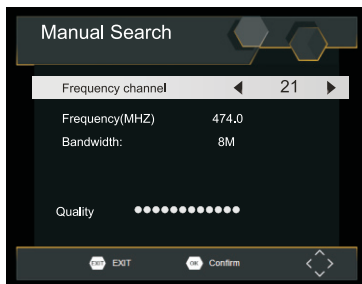 Manual Search
Frequency channel 21
Frequency(MHZ) 474.0
Bandwidth: 8M
Quality
EXIT EXIT OK Confirm